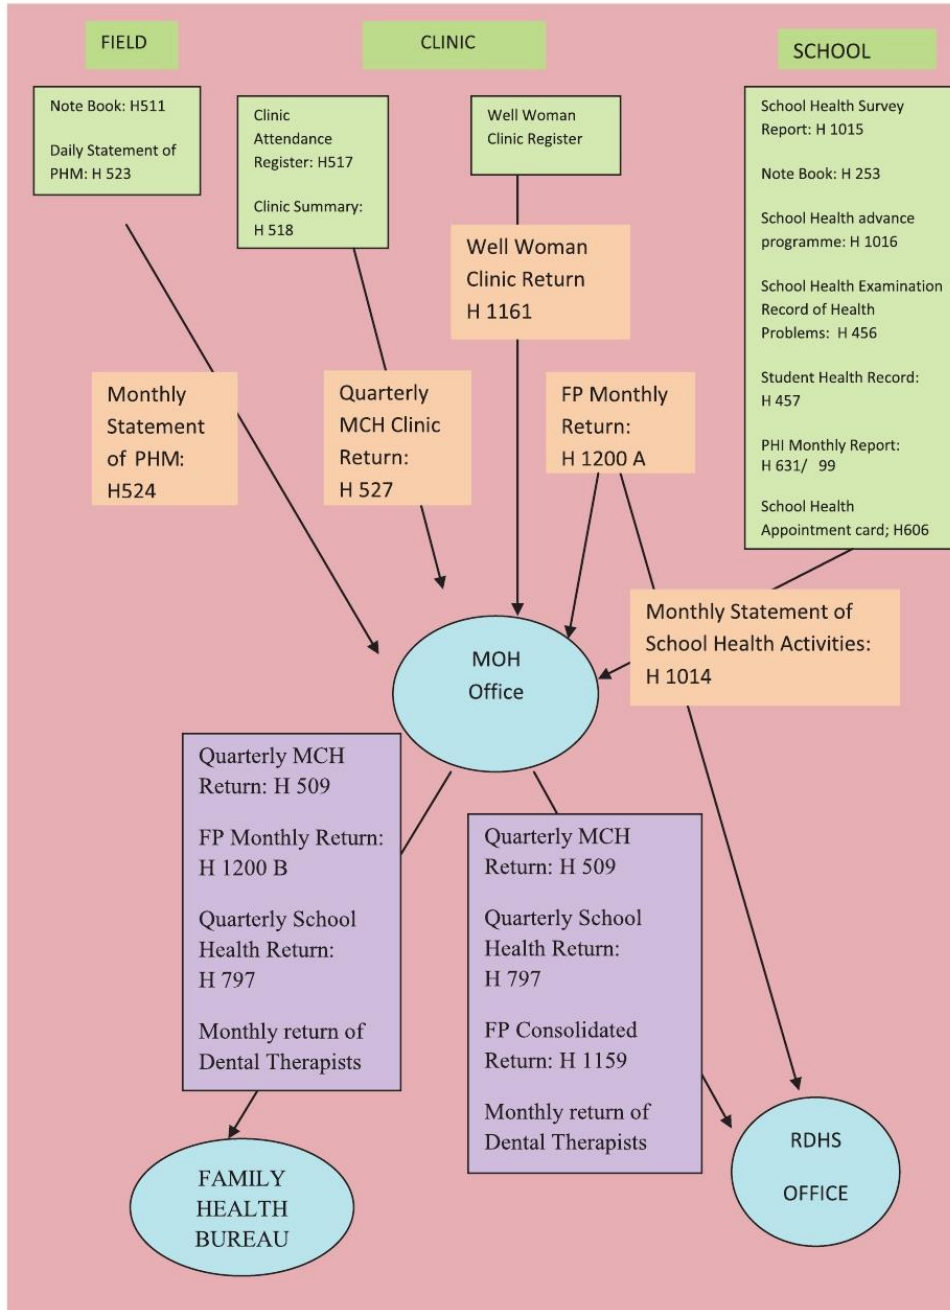 FIELD
CLINIC
SCHOOL
Note Book: H511
Daily Statement of
PHM: H 523
Clinic
Attendance
Register: H517
Clinic Summary:
H 518
Well Woman
Clinic Register
School Health Survey
Report: H 1015
Note Book: H 253
School Health advance
programme: H 1016
School Health Examination
Record of Health
Problems:  H 456
Student Health Record:
H 457
PHI Monthly Report:
H 631/  99
School Health
Appointment card; H606
Well Woman
Clinic Return
H 1161
Monthly
Statement
of PHM:
H524
Quarterly
MCH Clinic
Return:
H 527
FP Monthly
Return:
H 1200 A
Monthly Statement of
School Health Activities:
H 1014
MOH
Office
Quarterly MCH
Return: H 509
FP Monthly Return:
H 1200 B
Quarterly School
Health Return:
H 797
Monthly return of
Dental Therapists
Quarterly MCH
Return: H 509
Quarterly School
Health Return:
H 797
FP Consolidated
Return: H 1159
Monthly return of
Dental Therapists
FAMILY
HEALTH
BUREAU
RDHS
OFFICE